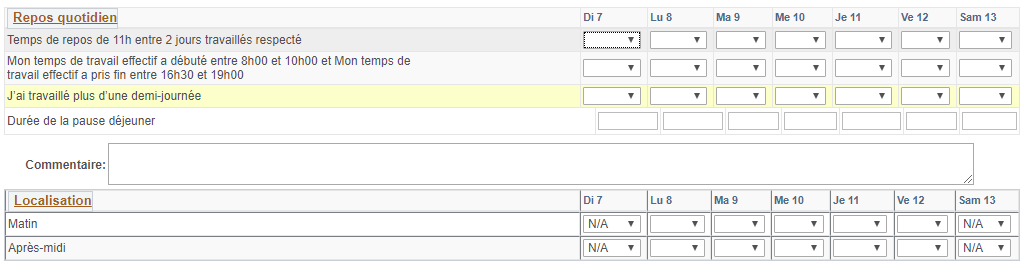 Repos quotidien Di 7 Lu 8 Ma 9 Me 10 Je 11 Ve 12 Sam 13
Temps de repos de 11h entre 2 jours travaillés respecté
Mon temps de travail effectif a débuté entre 8h00 et 10h00 et Mon temps de
travail effectif a pris fin entre 16h30 et 19h00
J'ai travaillé plus d'une demi-journée
Durée de la pause déjeuner
Commentaire:
Localisation Di 7 Lu 8 Ma 9 Me 10 Je 11 Ve 12 Sam 13
Matin N/A N/A
Après-midi N/A N/A